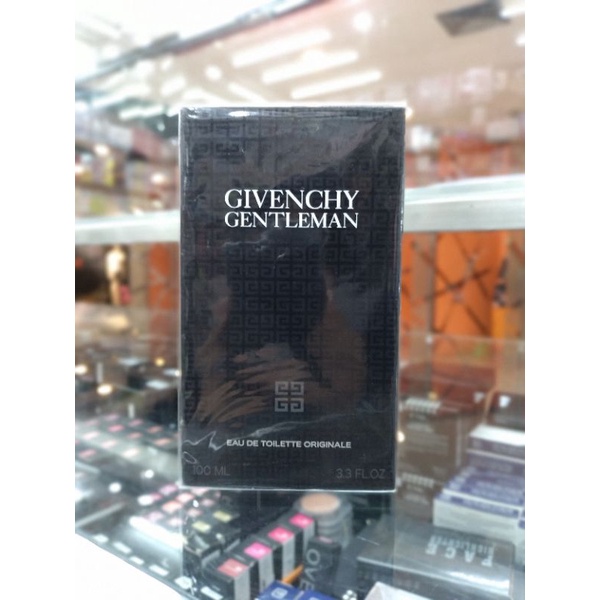 GIVENCHY
GENTLEMAN
EAU DE TOILETTE ORIGINALE
100 ML 3.3 FL.OZ